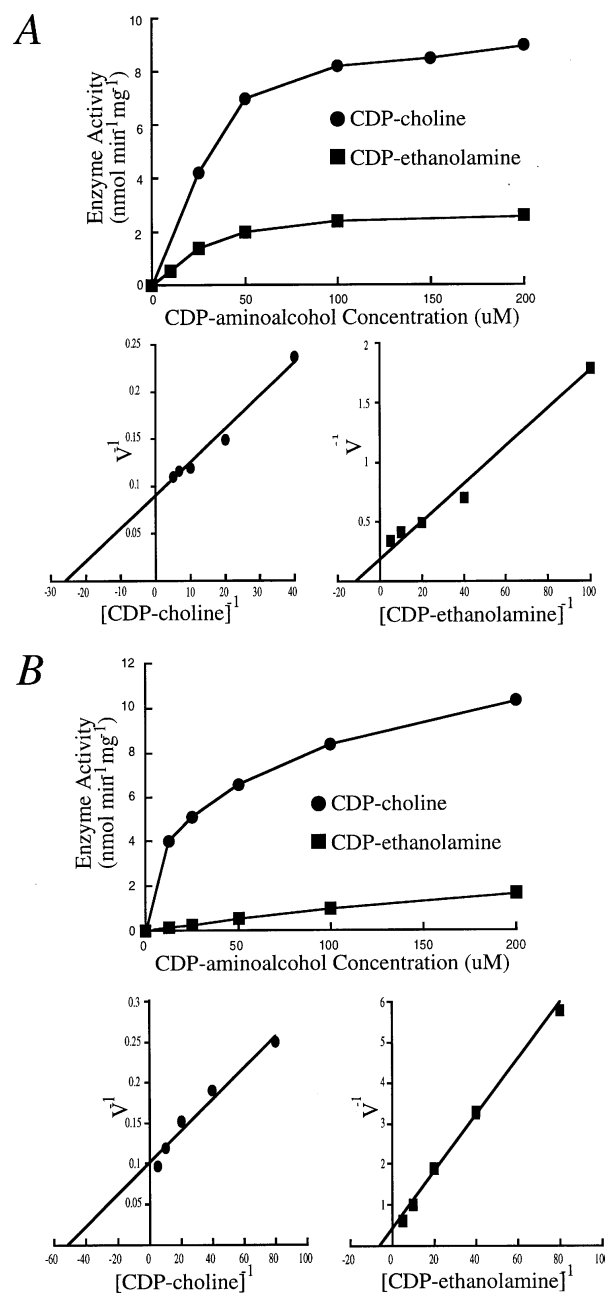 A
10
8
6
4
2
0
Enzyme Activity
(nmol min-1mg-1)
CDP-choline
CDP-ethanolamine
0 50 100 150 200
CDP-aminoalcohol Concentration (uM)
0.25
0.2
0.15
0.1
0.05
V-1
-30 -20 -10 0 10 20 30 40
[CDP-choline]-1
2
1.5
1
0.5
V-1
-20 0 20 40 60 80 100
[CDP-ethanolamine]-1
B
12
10
8
6
4
2
0
Enzyme Activity
(nmol min-1mg-1)
CDP-choline
CDP-ethanolamine
0 50 100 150 200
CDP-aminoalcohol Concentration (uM)
0.3
0.25
0.2
0.15
0.1
0.05
V-1
-60 -40 -20 0 20 40 60 80 100
[CDP-choline]-1
6
5
4
3
2
1
V-1
-20 0 20 40 60 80 100
[CDP-ethanolamine]-1